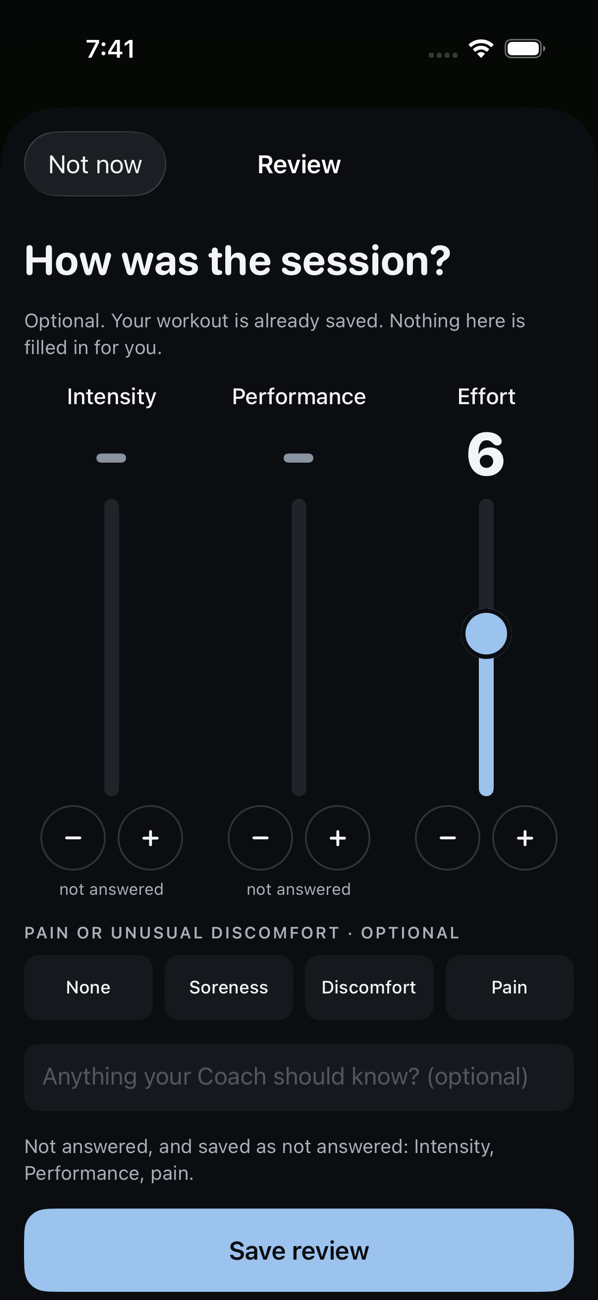 7:41
Not now
Review
How was the session?
Optional. Your workout is already saved. Nothing here is
filled in for you.
Intensity
Performance
Effort
6
not answered
not answered
PAIN OR UNUSUAL DISCOMFORT · OPTIONAL
None
Soreness
Discomfort
Pain
Anything your Coach should know? (optional)
Not answered, and saved as not answered: Intensity,
Performance, pain.
Save review